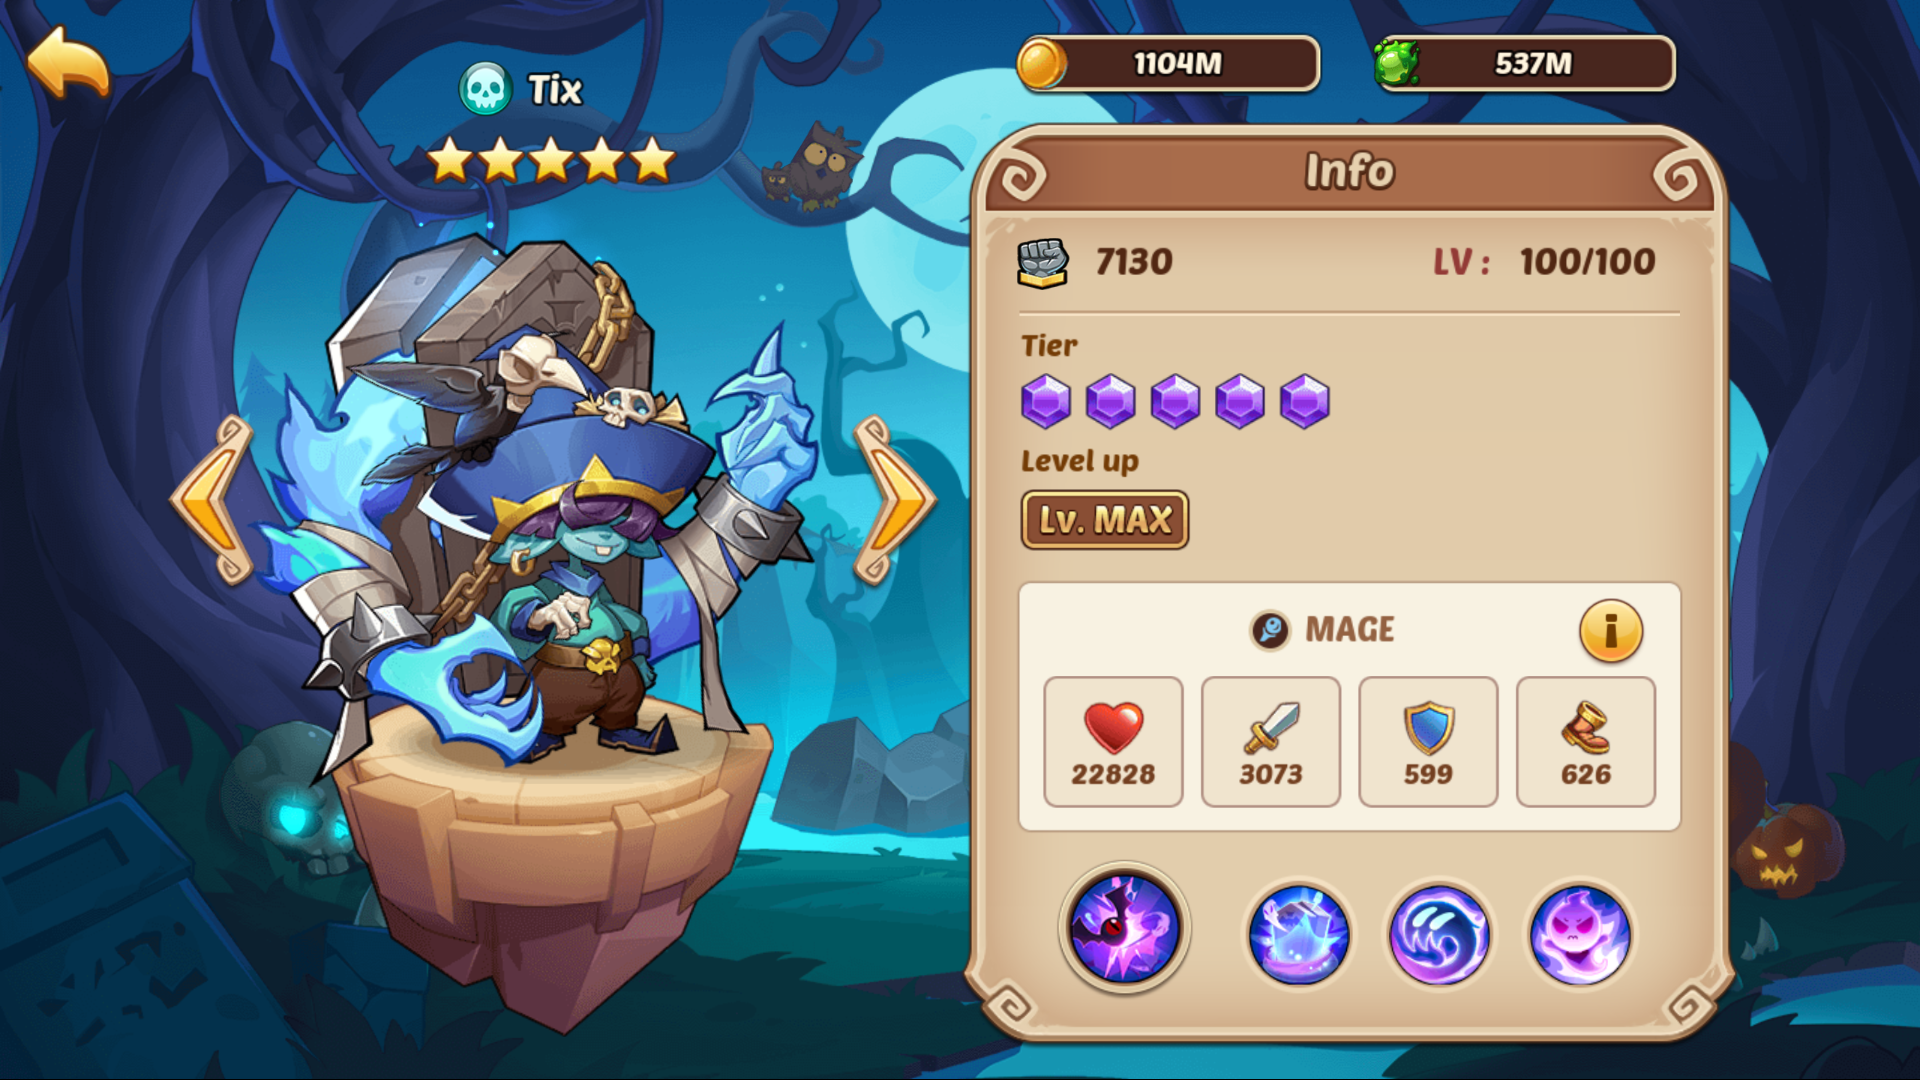 Tix
1104M
537M
Info
7130
LV : 100/100
Tier
Level up
Lv. MAX
MAGE
22828
3073
599
626